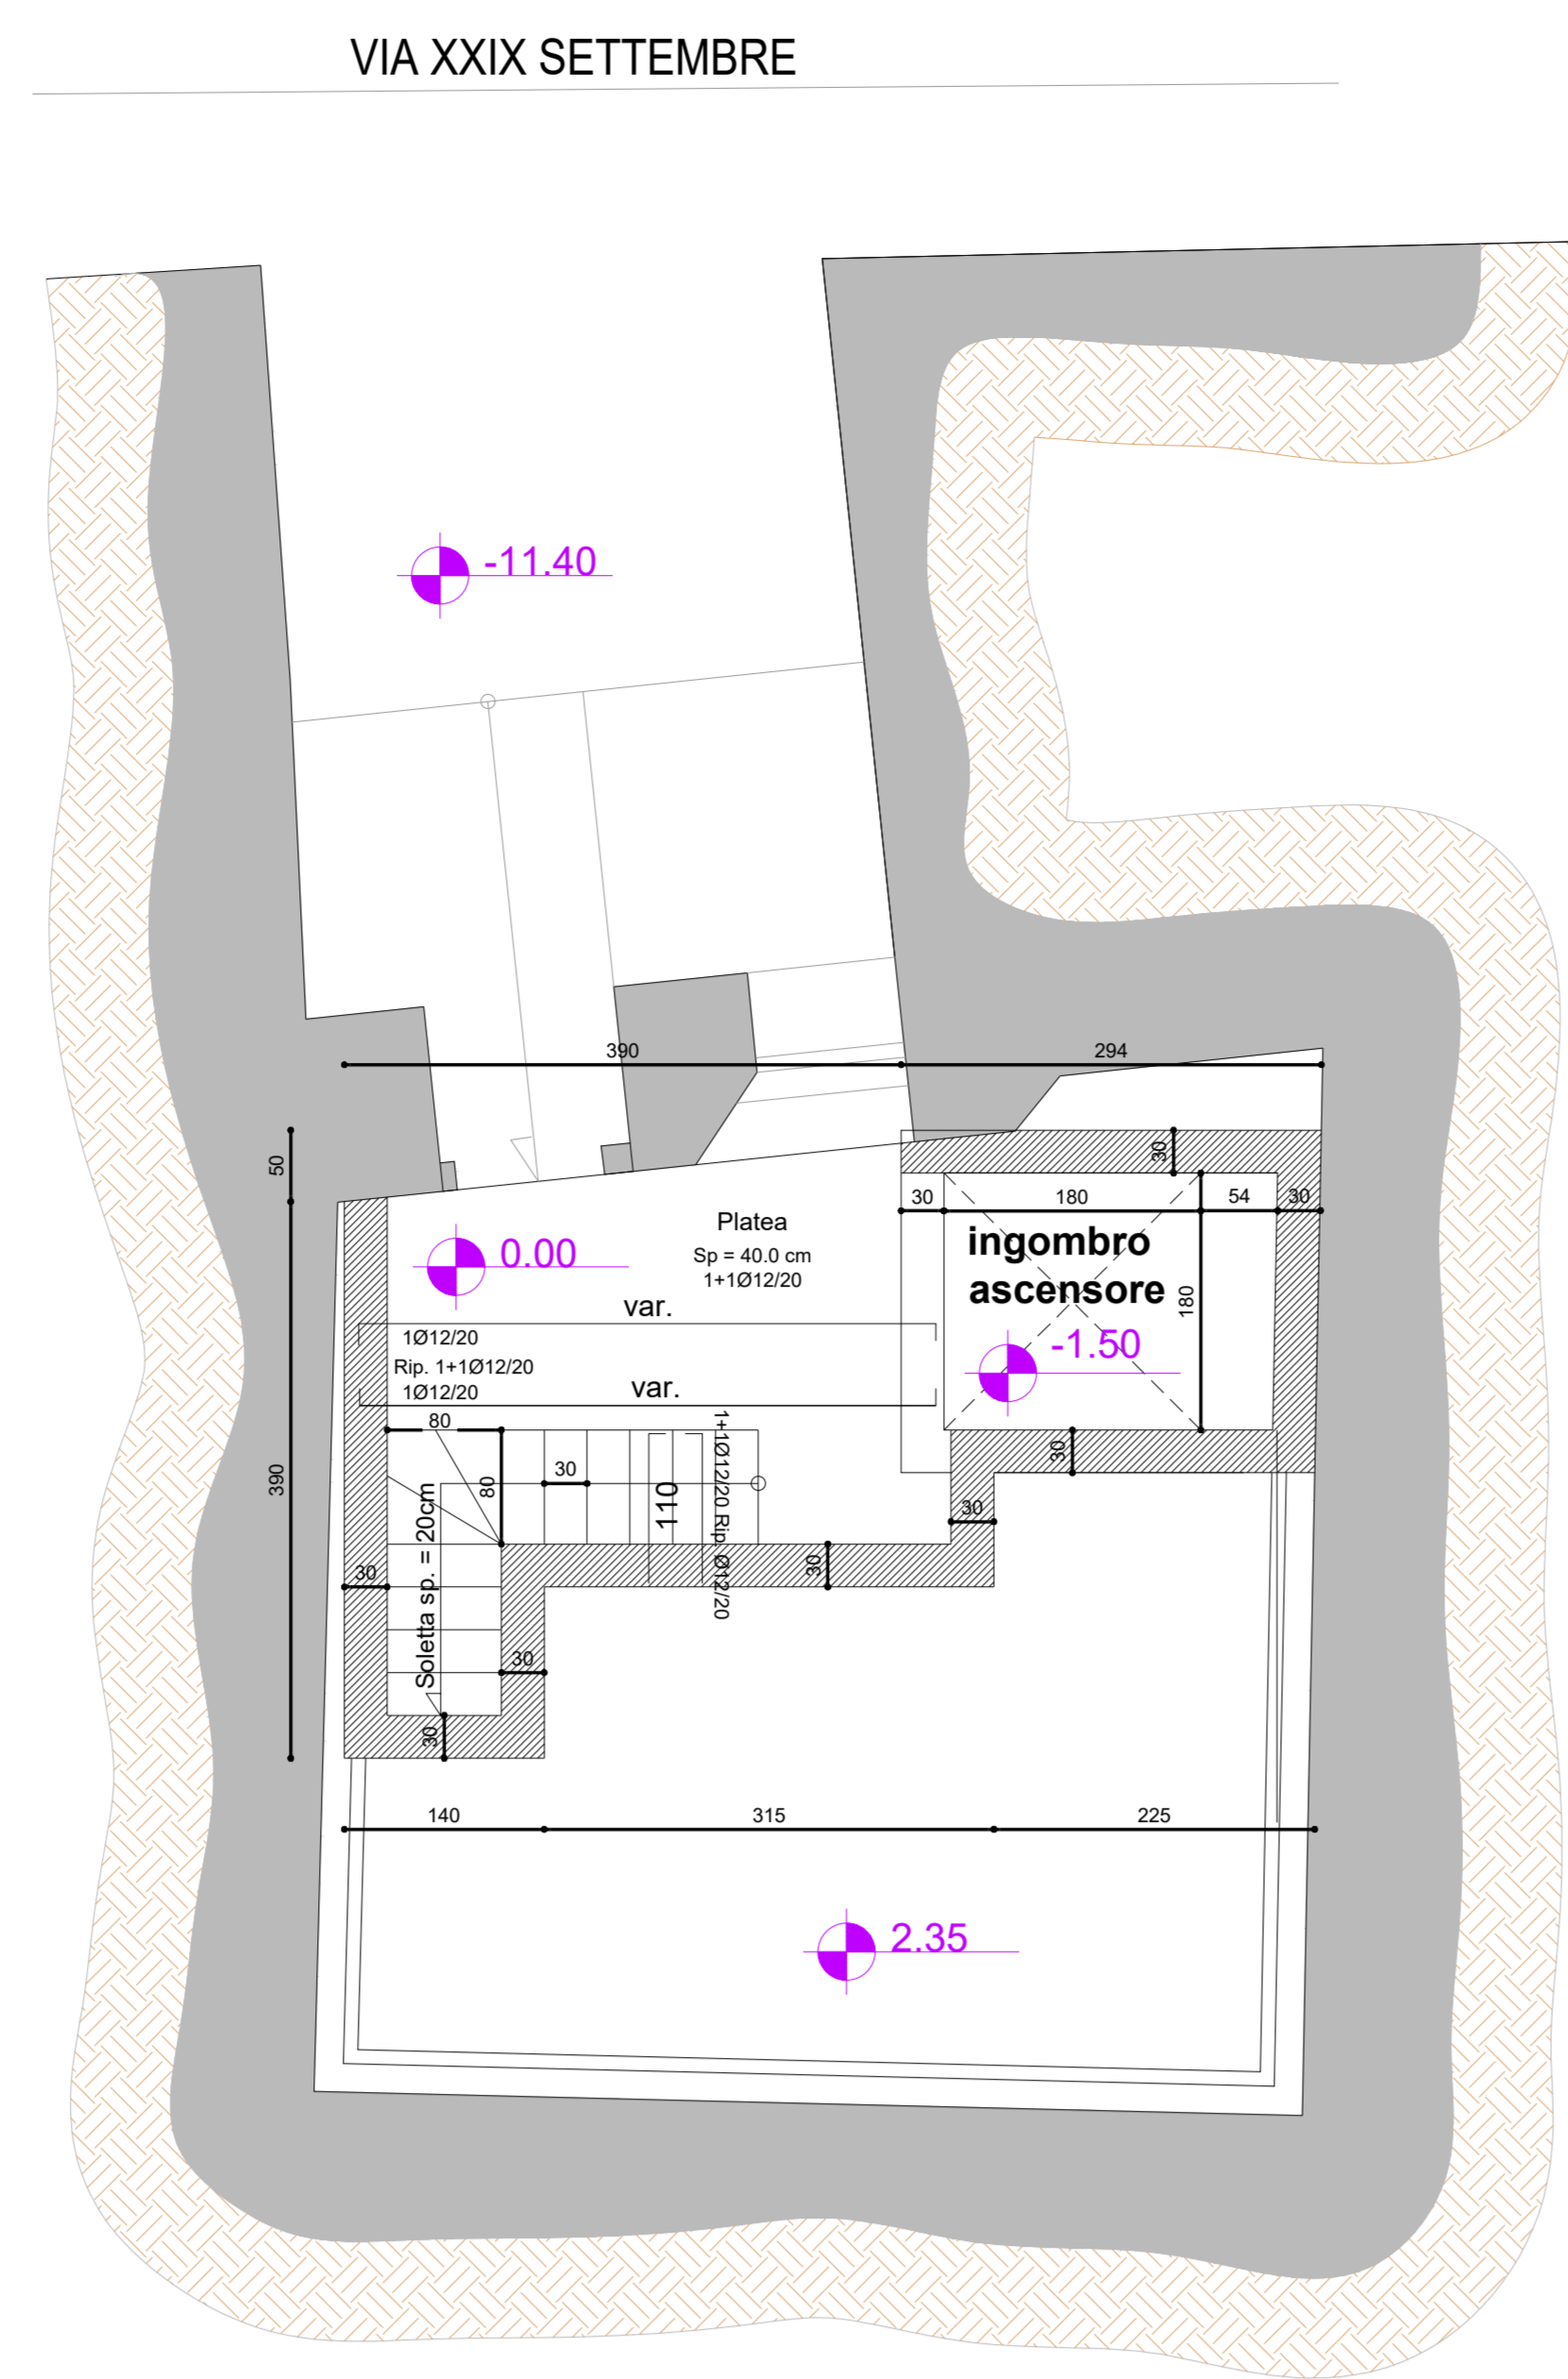 VIA XXIX SETTEMBRE
-11.40
390
294
50
30
30
180
54
30
Platea
Sp = 40.0 cm
1+1Ø12/20
0.00
ingombro
ascensore
180
-1.50
var.
1Ø12/20
Rip. 1+1Ø12/20
1Ø12/20
var.
80
80
30
110
1+1Ø12/20 Rip. Ø12/20
30
30
390
Soletta sp. = 20cm
30
30
30
30
140
315
225
2.35